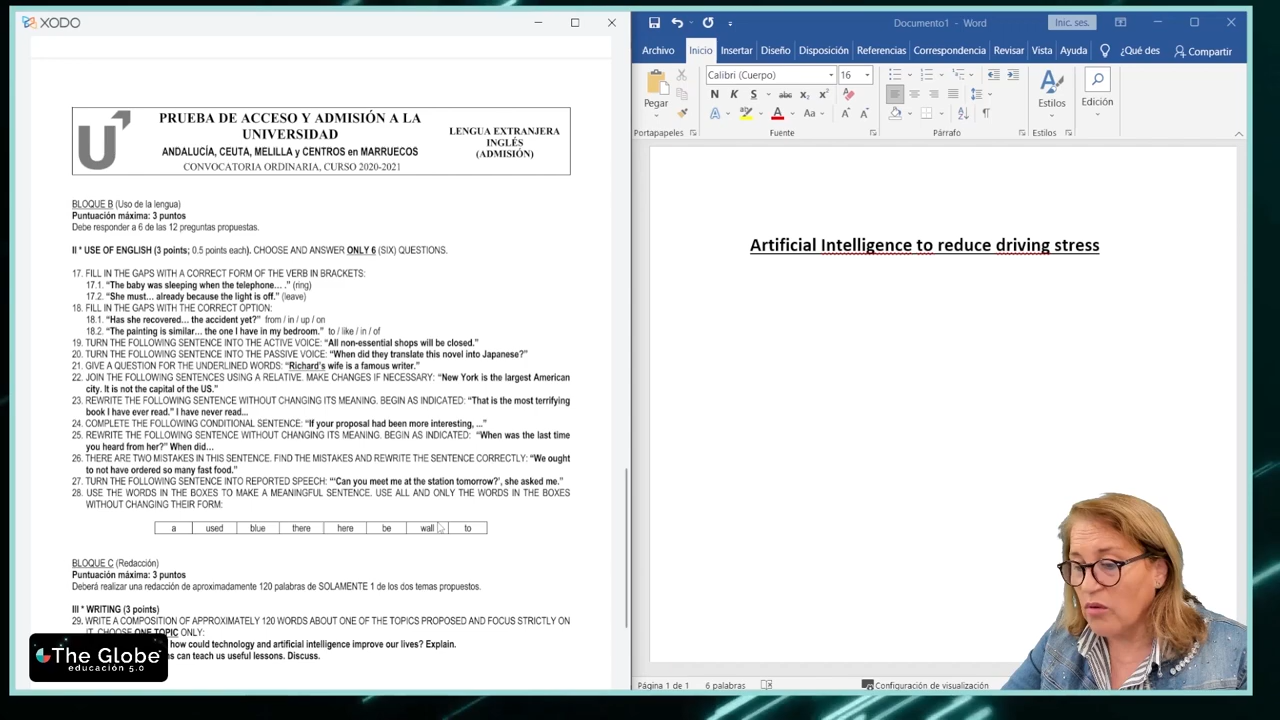 XODO
PRUEBA DE ACCESO Y ADMISIÓN A LA
UNIVERSIDAD
ANDALUCÍA, CEUTA, MELILLA y CENTROS en MARRUECOS
CONVOCATORIA ORDINARIA, CURSO 2020-2021
LENGUA EXTRANJERA
INGLÉS
(ADMISIÓN)
BLOQUE B (Uso de la lengua)
Puntuación máxima: 3 puntos
Debe responder a 6 de las 12 preguntas propuestas.
II * USE OF ENGLISH (3 points; 0.5 points each). CHOOSE AND ANSWER ONLY 6 (SIX) QUESTIONS.
17. FILL IN THE GAPS WITH A CORRECT FORM OF THE VERB IN BRACKETS:
17.1. “The baby was sleeping when the telephone… .” (ring)
17.2. “She must… already because the light is off.” (leave)
18. FILL IN THE GAPS WITH THE CORRECT OPTION:
18.1. “Has she recovered… the accident yet?” from / in / up / on
18.2. “The painting is similar… the one I have in my bedroom.” to / like / in / of
19. TURN THE FOLLOWING SENTENCE INTO THE ACTIVE VOICE: “All non-essential shops will be closed.”
20. TURN THE FOLLOWING SENTENCE INTO THE PASSIVE VOICE: “When did they translate this novel into Japanese?”
21. GIVE A QUESTION FOR THE UNDERLINED WORDS: “Richard’s wife is a famous writer.”
22. JOIN THE FOLLOWING SENTENCES USING A RELATIVE. MAKE CHANGES IF NECESSARY: “New York is the largest American
city. It is not the capital of the US.”
23. REWRITE THE FOLLOWING SENTENCE WITHOUT CHANGING ITS MEANING. BEGIN AS INDICATED: “That is the most terrifying
book I have ever read.” I have never read...
24. COMPLETE THE FOLLOWING CONDITIONAL SENTENCE: “If your proposal had been more interesting, ...”
25. REWRITE THE FOLLOWING SENTENCE WITHOUT CHANGING ITS MEANING. BEGIN AS INDICATED: “When was the last time
you heard from her?” When did…
26. THERE ARE TWO MISTAKES IN THIS SENTENCE. FIND THE MISTAKES AND REWRITE THE SENTENCE CORRECTLY: “We ought
to not have ordered so many fast food.”
27. TURN THE FOLLOWING SENTENCE INTO REPORTED SPEECH: “‘Can you meet me at the station tomorrow?’, she asked me.”
28. USE THE WORDS IN THE BOXES TO MAKE A MEANINGFUL SENTENCE. USE ALL AND ONLY THE WORDS IN THE BOXES
WITHOUT CHANGING THEIR FORM:
a used blue there here be wall to
BLOQUE C (Redacción)
Puntuación máxima: 3 puntos
Deberá realizar una redacción de aproximadamente 120 palabras de SOLAMENTE 1 de los dos temas propuestos.
III * WRITING (3 points)
29. WRITE A COMPOSITION OF APPROXIMATELY 120 WORDS ABOUT ONE OF THE TOPICS PROPOSED AND FOCUS STRICTLY ON
IT. CHOOSE ONE TOPIC ONLY:
how could technology and artificial intelligence improve our lives? Explain.
can teach us useful lessons. Discuss.
The Globe
educación 5.0
Documento1 - Word
Inic. ses.
Archivo Inicio Insertar Diseño Disposición Referencias Correspondencia Revisar Vista Ayuda ¿Qué des Compartir
Calibri (Cuerpo) 16
Pegar
N K S abc x₂ x²
A Aa A A
Estilos
Edición
Portapapeles Fuente Párrafo Estilos
Artificial Intelligence to reduce driving stress
Página 1 de 1 6 palabras Configuración de visualización